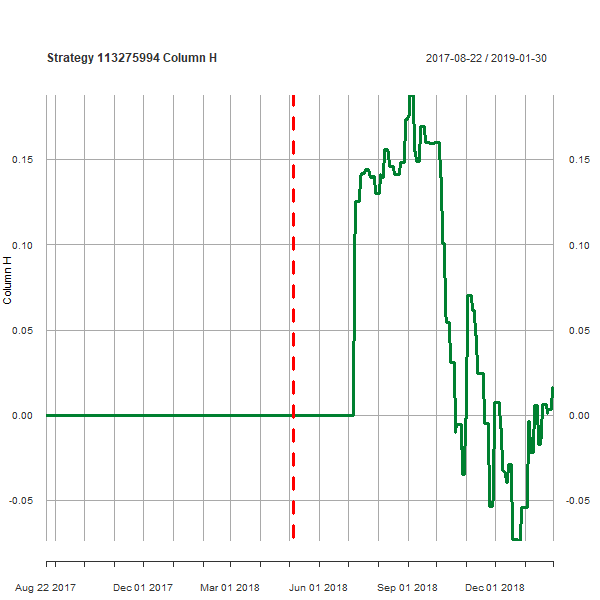 Strategy 113275994 Column H
2017-08-22 / 2019-01-30
0.15 0.15
0.10 0.10
Column H
0.05 0.05
0.00 0.00
-0.05 -0.05
Aug 22 2017 Dec 01 2017 Mar 01 2018 Jun 01 2018 Sep 01 2018 Dec 01 2018